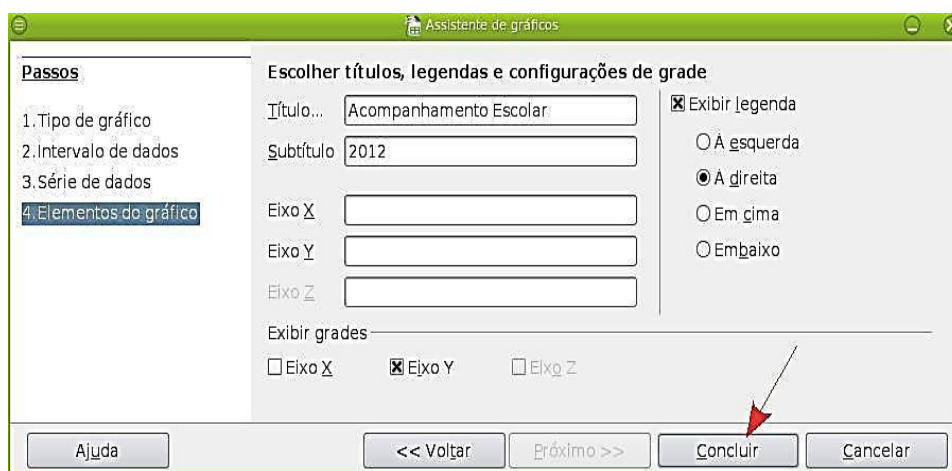 Assistente de gráficos
Passos
1.Tipo de gráfico
2.Intervalo de dados
3.Série de dados
4.Elementos do gráfico
Escolher títulos, legendas e configurações de grade
Título... Acompanhamento Escolar
Subtítulo 2012
Eixo X
Eixo Y
Eixo Z
Exibir legenda
À esquerda
À direita
Em cima
Embaixo
Exibir grades
Eixo X Eixo Y Eixo Z
Ajuda << Voltar Próximo >> Concluir Cancelar